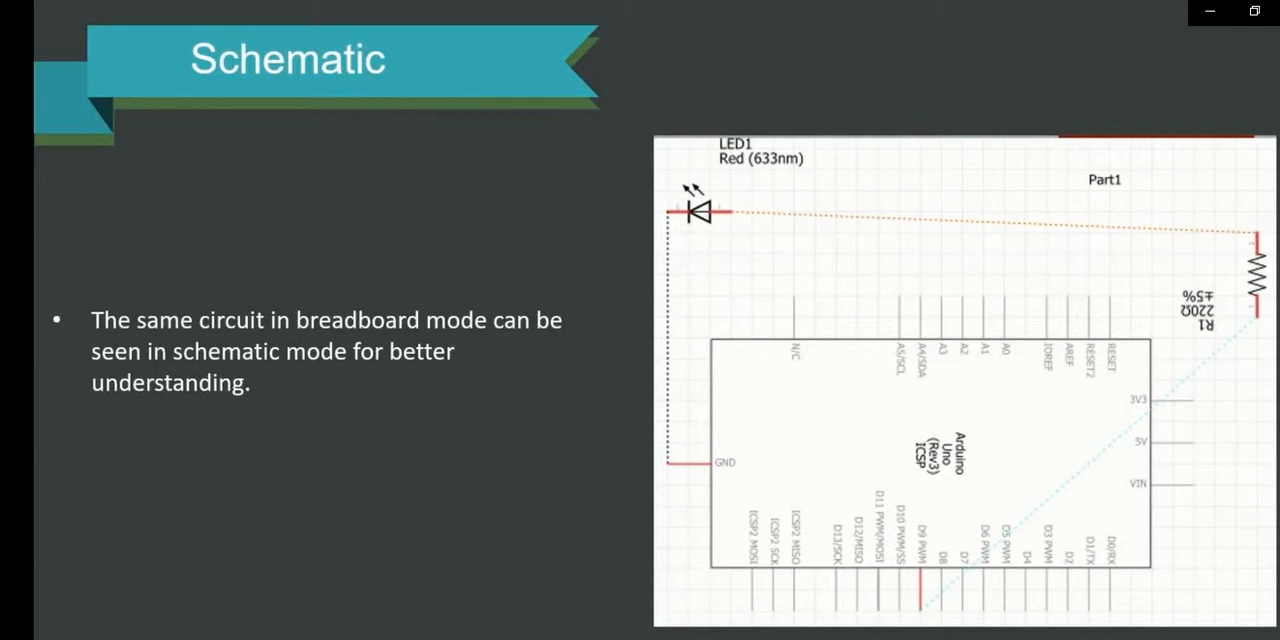 Schematic
The same circuit in breadboard mode can be
seen in schematic mode for better
understanding.
LED1
Red (633nm)
Part1
R1
220Ω
±5%
N/C
A5/SCL
A4/SDA
A3
A2
A1
A0
IOREF
AREF
RESET2
RESET
3V3
5V
VIN
GND
Arduino
Uno
(Rev3)
ICSP
ICSP2 MOSI
ICSP2 SCK
ICSP2 MISO
D13/SCK
D12/MISO
D11 PWM/MOSI
D10 PWM/SS
D9 PWM
D8
D7
D6 PWM
D5 PWM
D4
D3 PWM
D2
D1/TX
D0/RX